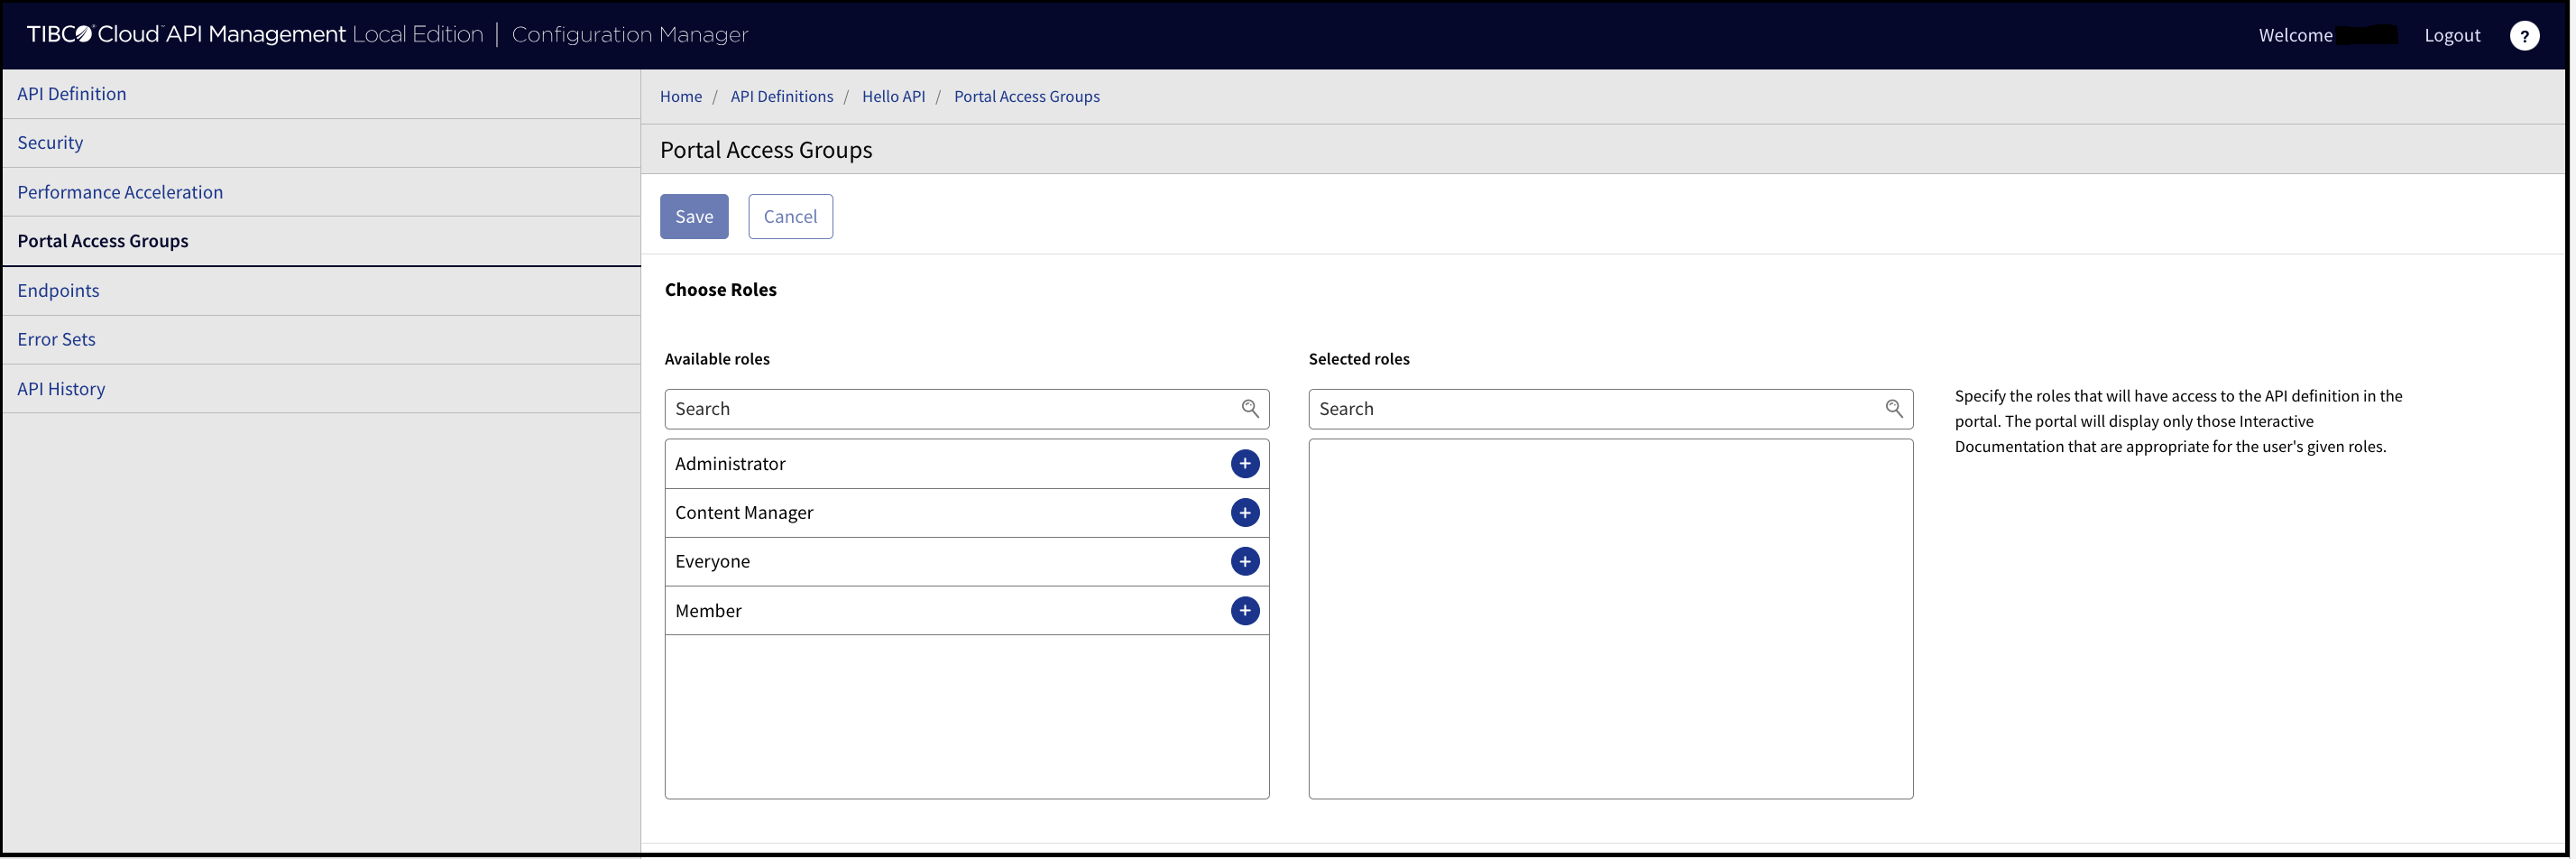 TIBCO® Cloud™ API Management Local Edition | Configuration Manager
Welcome
Logout
?
API Definition
Security
Performance Acceleration
Portal Access Groups
Endpoints
Error Sets
API History
Home / API Definitions / Hello API / Portal Access Groups
Portal Access Groups
Save
Cancel
Choose Roles
Available roles
Search
Administrator
Content Manager
Everyone
Member
Selected roles
Search
Specify the roles that will have access to the API definition in the
portal. The portal will display only those Interactive
Documentation that are appropriate for the user's given roles.